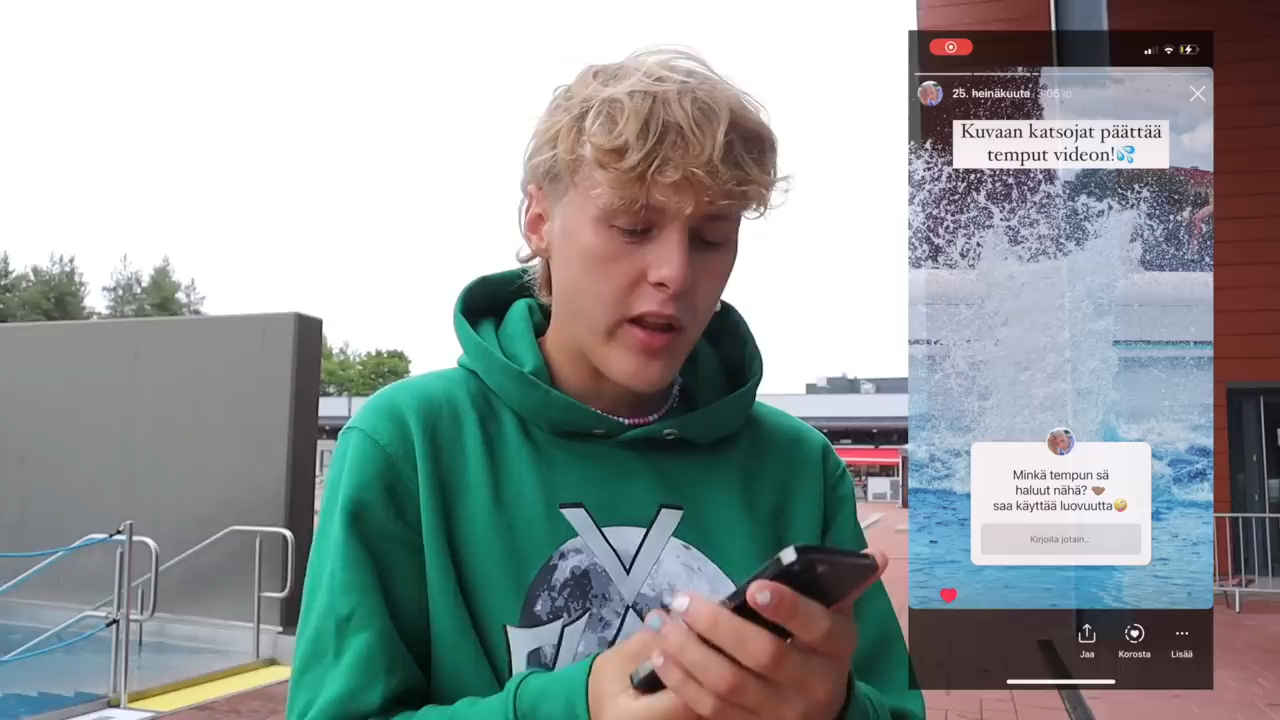 25. heinäkuuta 3:05 ip
Kuvaan katsojat päättää
temput videon!💦
Minkä tempun sä
haluut nähä? 🤝🏽
saa käyttää luovuutta🤪
Kirjoita jotain...
Jaa Korosta Lisää